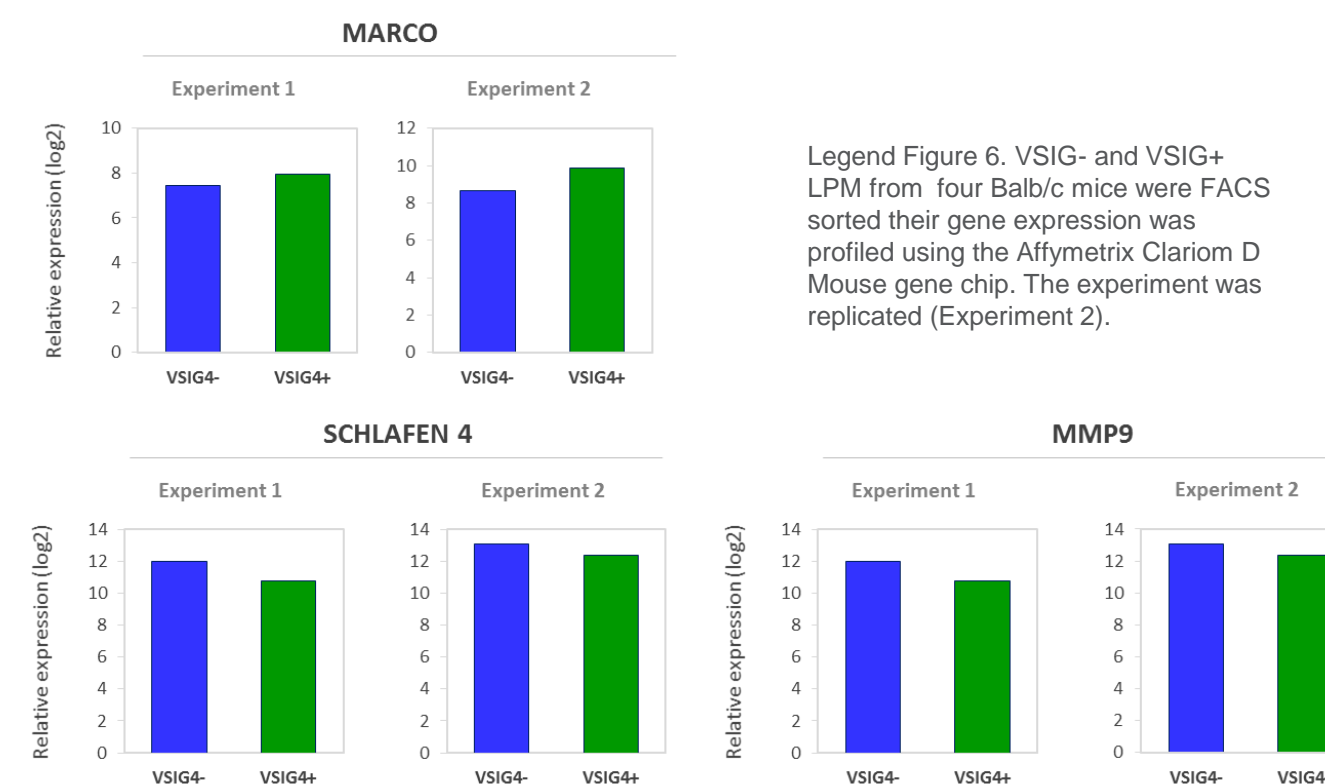 MARCO
Experiment 1
Experiment 2
Relative expression (log2)
10
8
6
4
2
0
VSIG4-
VSIG4+
12
10
8
6
4
2
0
VSIG4-
VSIG4+
Legend Figure 6. VSIG- and VSIG+
LPM from four Balb/c mice were FACS
sorted their gene expression was
profiled using the Affymetrix Clariom D
Mouse gene chip. The experiment was
replicated (Experiment 2).
SCHLAFEN 4
Experiment 1
Experiment 2
Relative expression (log2)
14
12
10
8
6
4
2
0
VSIG4-
VSIG4+
14
12
10
8
6
4
2
0
VSIG4-
VSIG4+
MMP9
Experiment 1
Experiment 2
Relative expression (log2)
14
12
10
8
6
4
2
0
VSIG4-
VSIG4+
14
12
10
8
6
4
2
0
VSIG4-
VSIG4